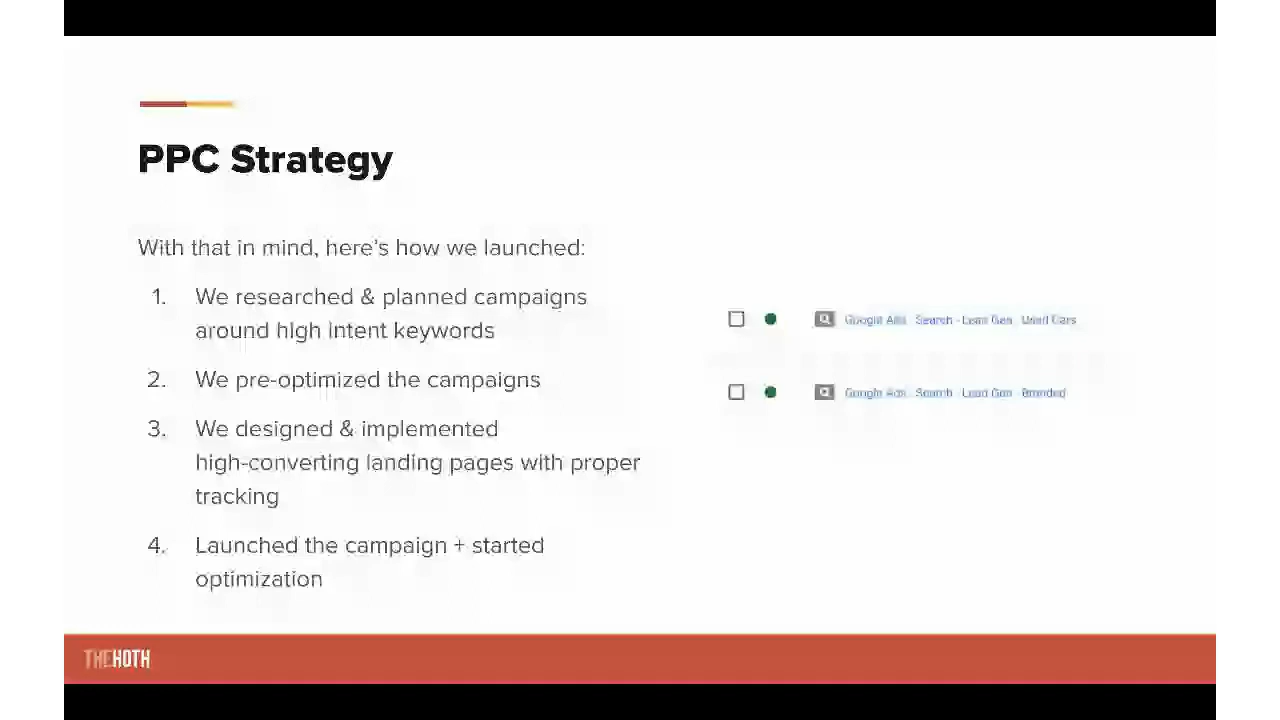 PPC Strategy
With that in mind, here's how we launched:
1. We researched & planned campaigns
around high intent keywords
2. We pre-optimized the campaigns
3. We designed & implemented
high-converting landing pages with proper
tracking
4. Launched the campaign + started
optimization
Google Ads Search - Lead Gen Used Cars
Google Ads Search - Lead Gen - Branded
THEHOTH